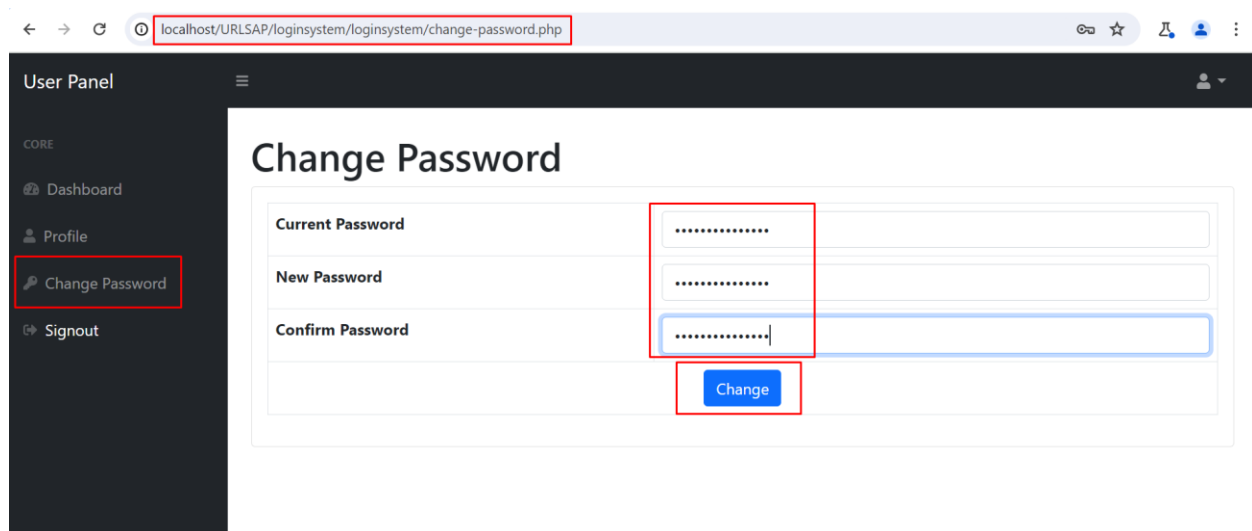 localhost/URLSAP/loginsystem/loginsystem/change-password.php
User Panel
CORE
Dashboard
Profile
Change Password
Signout
Change Password
Current Password
•••••••••••••••
New Password
•••••••••••••••
Confirm Password
•••••••••••••••
Change